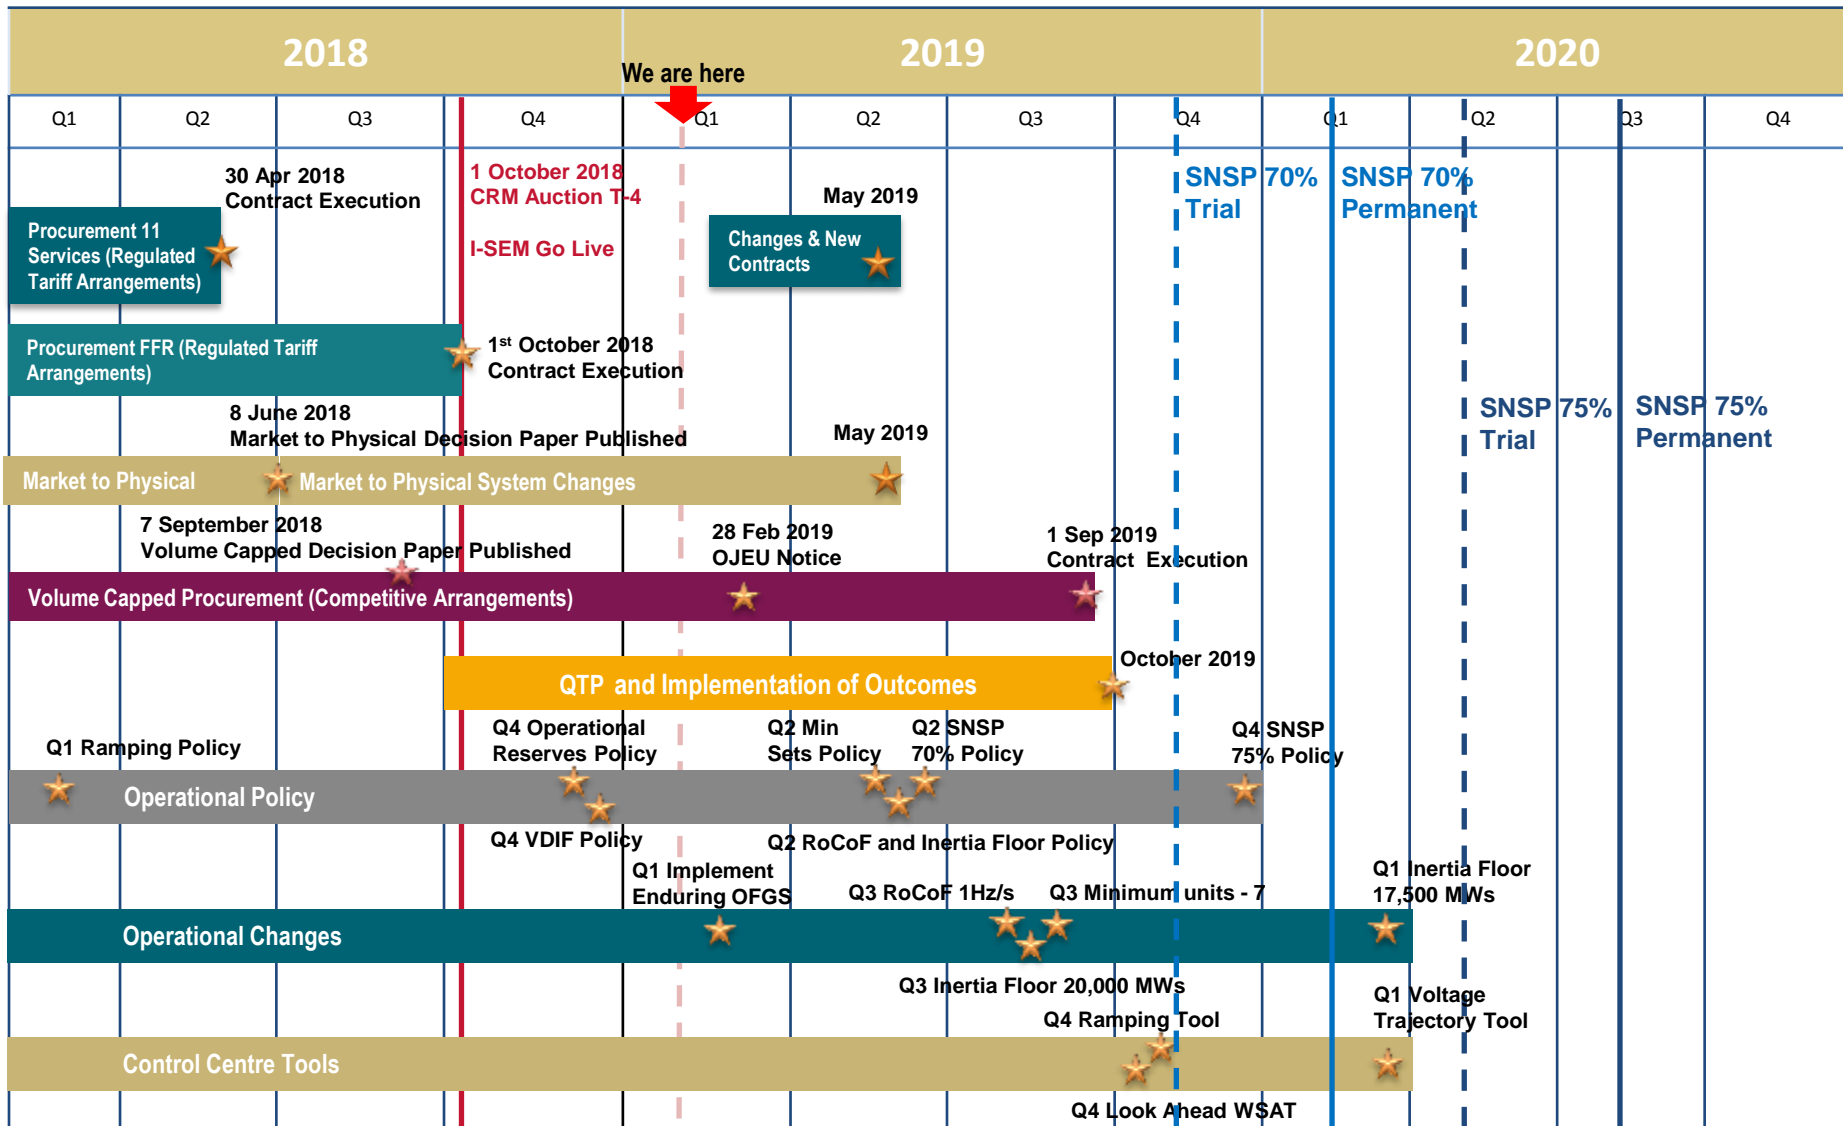 2018
2019
2020
We are here
Q1
Q2
Q3
Q4
Q1
Q2
Q3
Q4
Q1
Q2
Q3
Q4
30 Apr 2018
Contract Execution
1 October 2018
CRM Auction T-4
I-SEM Go Live
May 2019
SNSP 70%
Trial
SNSP 70%
Permanent
Procurement 11
Services (Regulated
Tariff Arrangements)
Changes & New
Contracts
Procurement FFR (Regulated Tariff
Arrangements)
1st October 2018
Contract Execution
SNSP 75%
Trial
SNSP 75%
Permanent
8 June 2018
Market to Physical Decision Paper Published
May 2019
Market to Physical
Market to Physical System Changes
7 September 2018
Volume Capped Decision Paper Published
28 Feb 2019
OJEU Notice
1 Sep 2019
Contract Execution
Volume Capped Procurement (Competitive Arrangements)
QTP and Implementation of Outcomes
October 2019
Q1 Ramping Policy
Q4 Operational
Reserves Policy
Q2 Min
Sets Policy
Q2 SNSP
70% Policy
Q4 SNSP
75% Policy
Operational Policy
Q4 VDIF Policy
Q2 RoCoF and Inertia Floor Policy
Q1 Implement
Enduring OFGS
Q3 RoCoF 1Hz/s
Q3 Minimum units - 7
Q1 Inertia Floor
17,500 MWs
Operational Changes
Q3 Inertia Floor 20,000 MWs
Q4 Ramping Tool
Q1 Voltage
Trajectory Tool
Control Centre Tools
Q4 Look Ahead WSAT